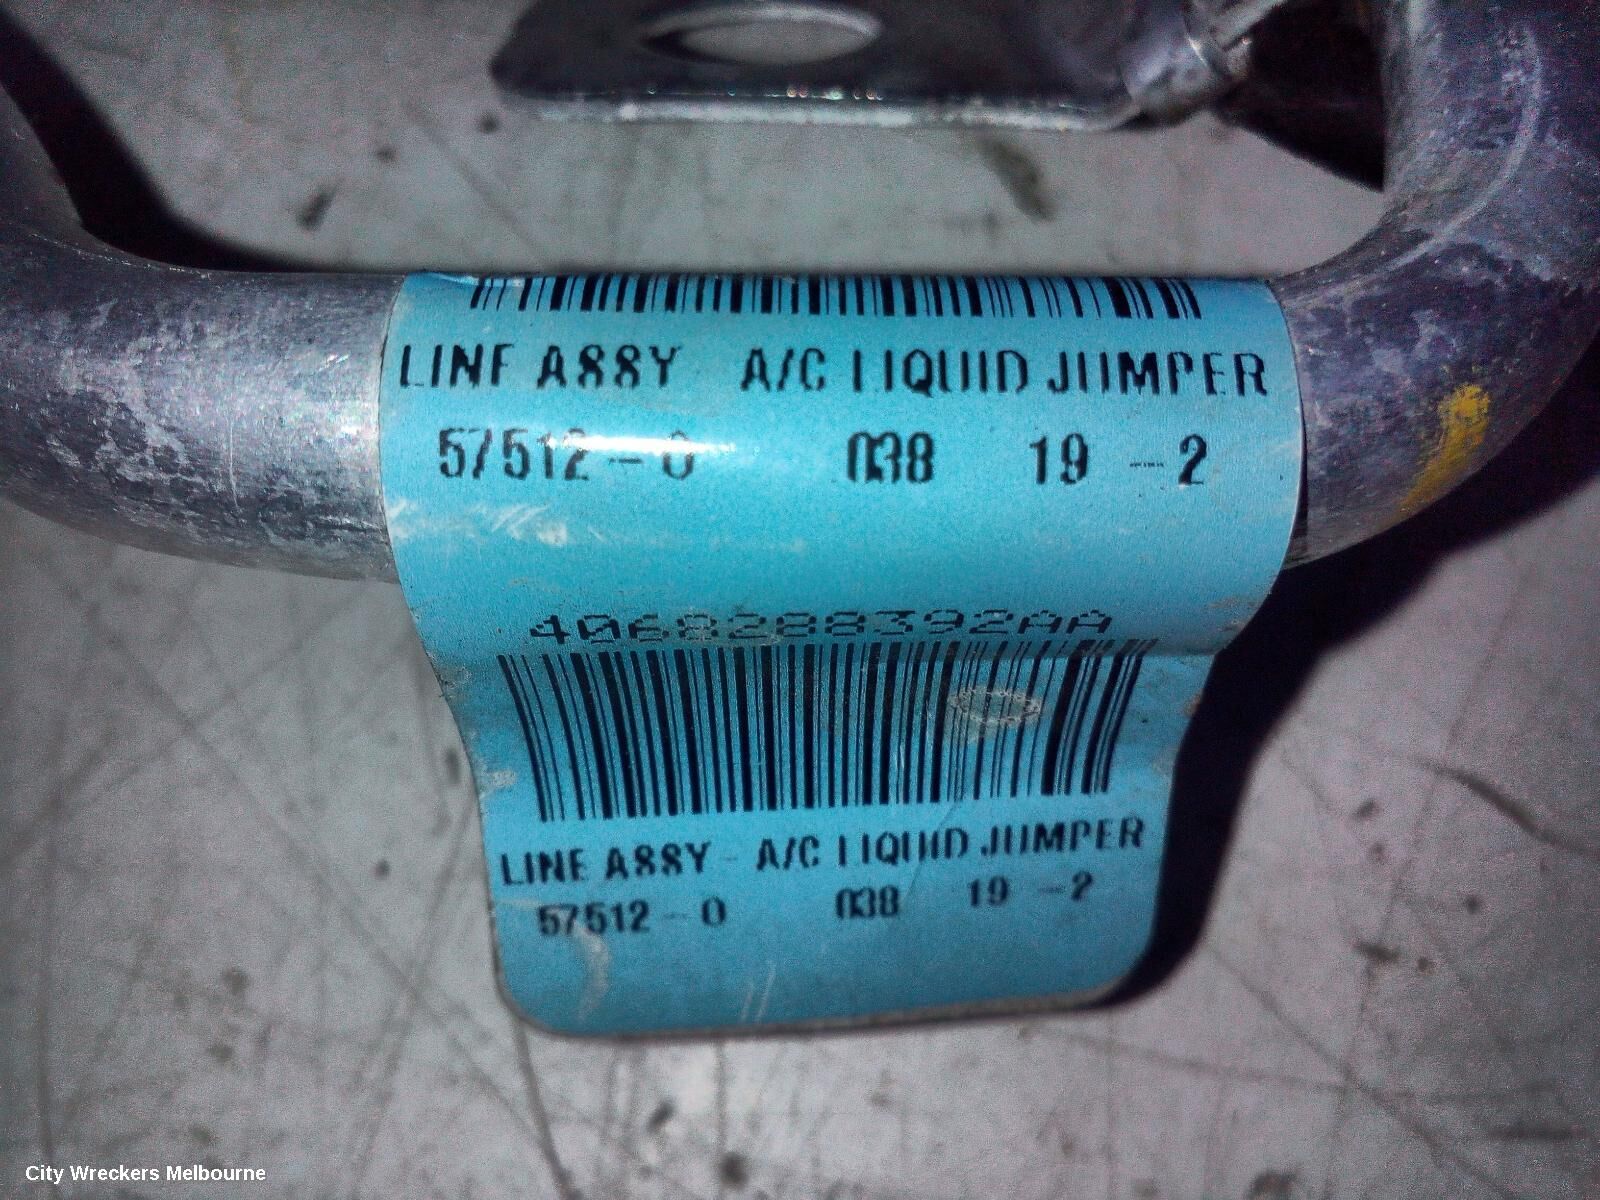 LINE ASSY A/C LIQUID JUMPER
57512 - 0 038 19 - 2
4068288392AA
LINE ASSY - A/C LIQUID JUMPER
57512 - 0 038 19 - 2
City Wreckers Melbourne